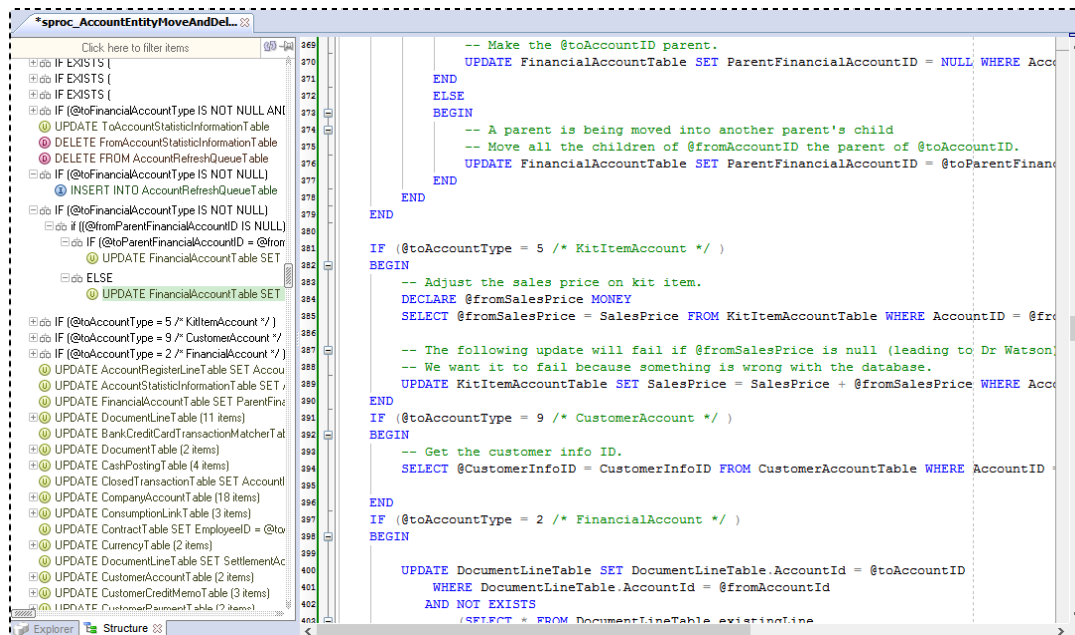 *sproc_AccountEntityMoveAndDel...
Click here to filter items
IF EXISTS (
IF EXISTS (
IF EXISTS (
IF (@toFinancialAccountType IS NOT NULL AND
UPDATE ToAccountStatisticInformationTable
DELETE FromAccountStatisticInformationTable
DELETE FROM AccountRefreshQueueTable
IF (@toFinancialAccountType IS NOT NULL)
INSERT INTO AccountRefreshQueueTable
IF (@toFinancialAccountType IS NOT NULL)
if ((@fromParentFinancialAccountID IS NULL)
IF (@toParentFinancialAccountID = @from
UPDATE FinancialAccountTable SET
ELSE
UPDATE FinancialAccountTable SET
IF (@toAccountType = 5 /* KitItemAccount */ )
IF (@toAccountType = 9 /* CustomerAccount */
IF (@toAccountType = 2 /* FinancialAccount */ )
UPDATE AccountRegisterLineTable SET Accou
UPDATE AccountStatisticInformationTable SET
UPDATE FinancialAccountTable SET ParentFina
UPDATE DocumentLineTable (11 items)
UPDATE BankCreditCardTransactionMatcherTab
UPDATE DocumentTable (2 items)
UPDATE CashPostingTable (4 items)
UPDATE ClosedTransactionTable SET AccountI
UPDATE CompanyAccountTable (18 items)
UPDATE ConsumptionLinkTable (3 items)
UPDATE ContractTable SET EmployeeID = @to
UPDATE CurrencyTable (2 items)
UPDATE DocumentLineTable SET SettlementAc
UPDATE CustomerAccountTable (2 items)
UPDATE CustomerCreditMemoTable (3 items)
UPDATE CustomerPaymentTable (2 items)
Explorer Structure
369 -- Make the @toAccountID parent.
370 UPDATE FinancialAccountTable SET ParentFinancialAccountID = NULL WHERE Acco
371 END
372 ELSE
373 BEGIN
374 -- A parent is being moved into another parent's child
375 -- Move all the children of @fromAccountID the parent of @toAccountID.
376 UPDATE FinancialAccountTable SET ParentFinancialAccountID = @toParentFinanc
377 END
378 END
379 END
380
381 IF (@toAccountType = 5 /* KitItemAccount */ )
382 BEGIN
383 -- Adjust the sales price on kit item.
384 DECLARE @fromSalesPrice MONEY
385 SELECT @fromSalesPrice = SalesPrice FROM KitItemAccountTable WHERE AccountID = @fro
386
387 -- The following update will fail if @fromSalesPrice is null (leading to Dr Watson)
388 -- We want it to fail because something is wrong with the database.
389 UPDATE KitItemAccountTable SET SalesPrice = SalesPrice + @fromSalesPrice WHERE Acco
390 END
391 IF (@toAccountType = 9 /* CustomerAccount */ )
392 BEGIN
393 -- Get the customer info ID.
394 SELECT @CustomerInfoID = CustomerInfoID FROM CustomerAccountTable WHERE AccountID =
395
396 END
397 IF (@toAccountType = 2 /* FinancialAccount */ )
398 BEGIN
399
400 UPDATE DocumentLineTable SET DocumentLineTable.AccountId = @toAccountID
401 WHERE DocumentLineTable.AccountId = @fromAccountId
402 AND NOT EXISTS
403 (SELECT * FROM DocumentLineTable existingLine